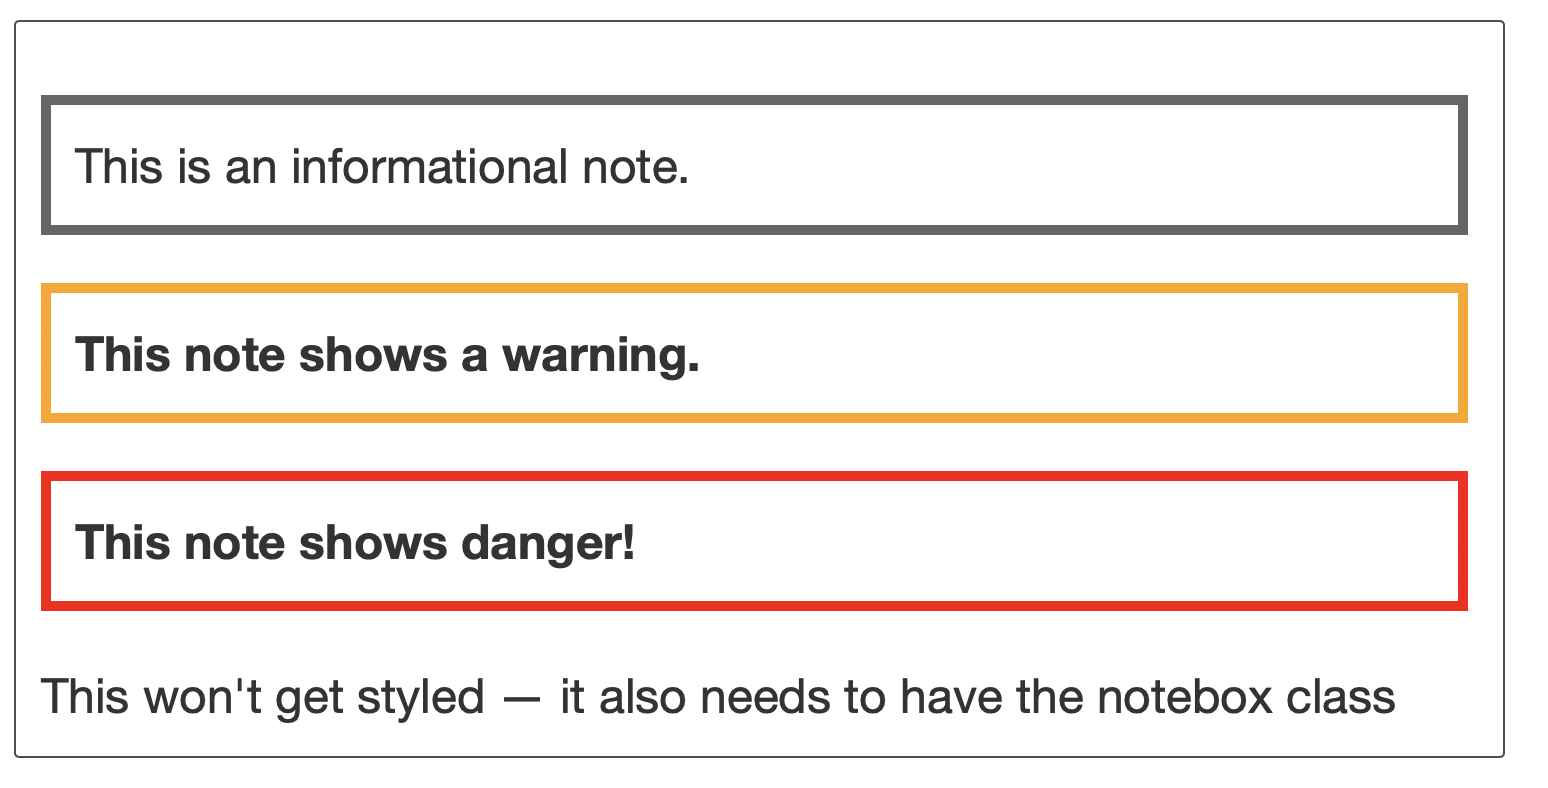 This is an informational note.
This note shows a warning.
This note shows danger!
This won't get styled — it also needs to have the notebox class